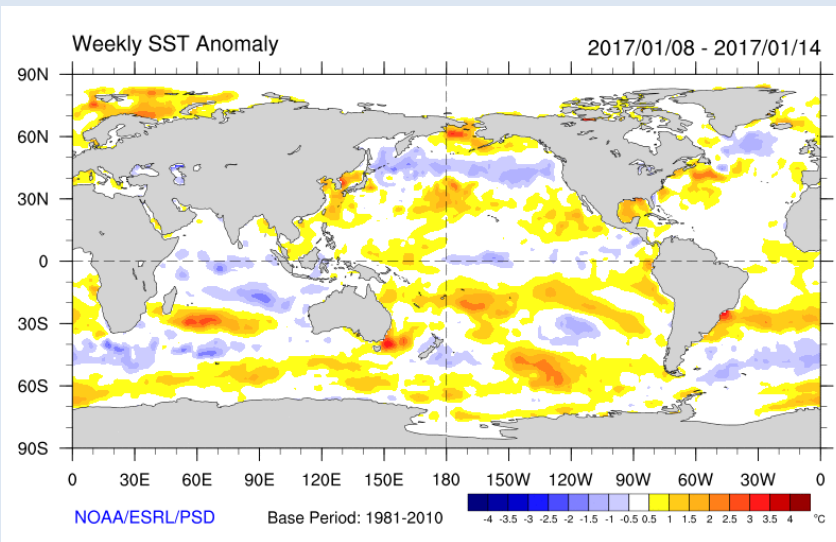 Weekly SST Anomaly 2017/01/08 - 2017/01/14
90N
60N
30N
0
30S
60S
90S
0 30E 60E 90E 120E 150E 180 150W 120W 90W 60W 30W 0
NOAA/ESRL/PSD Base Period: 1981-2010
-4 -3.5 -3 -2.5 -2 -1.5 -1 -0.5 0.5 1 1.5 2 2.5 3 3.5 4 °C